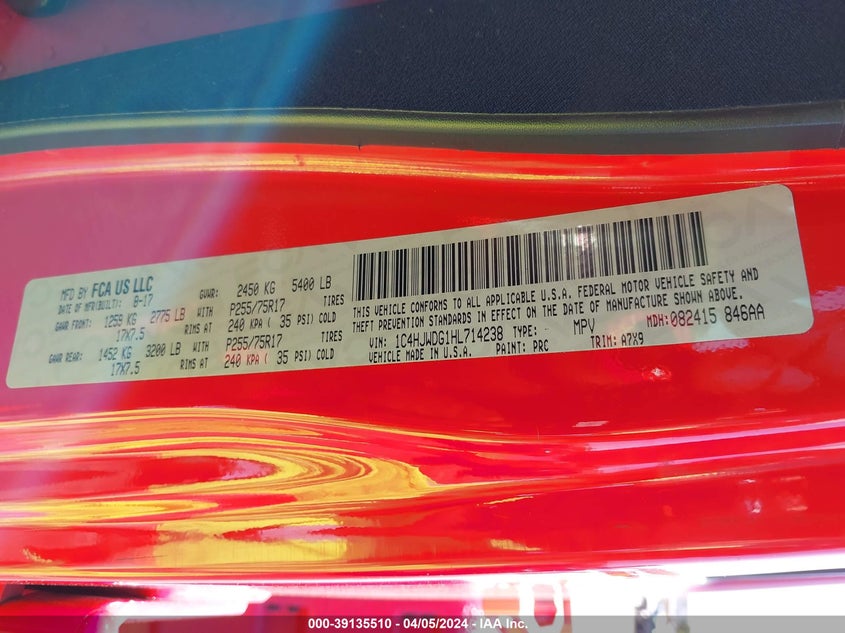 MFD BY FCA US LLC GVWR: 2450 KG 5400 LB
DATE OF MFR(BUILT): 8-17 P255/75R17 TIRES
GAWR FRONT: 1259 KG 2775 LB WITH
17X7.5 RIMS AT 240 KPA ( 35 PSI) COLD
GAWR REAR: 1452 KG 3200 LB WITH P255/75R17 TIRES
17X7.5 RIMS AT 240 KPA ( 35 PSI) COLD
THIS VEHICLE CONFORMS TO ALL APPLICABLE U.S.A. FEDERAL MOTOR VEHICLE SAFETY AND
THEFT PREVENTION STANDARDS IN EFFECT ON THE DATE OF MANUFACTURE SHOWN ABOVE.
VIN: 1C4HJWDG1HL714238 TYPE: MPV MDH: 082415 846AA
VEHICLE MADE IN U.S.A. PAINT: PRC TRIM: A7X9
000-39135510 - 04/05/2024 - IAA Inc.